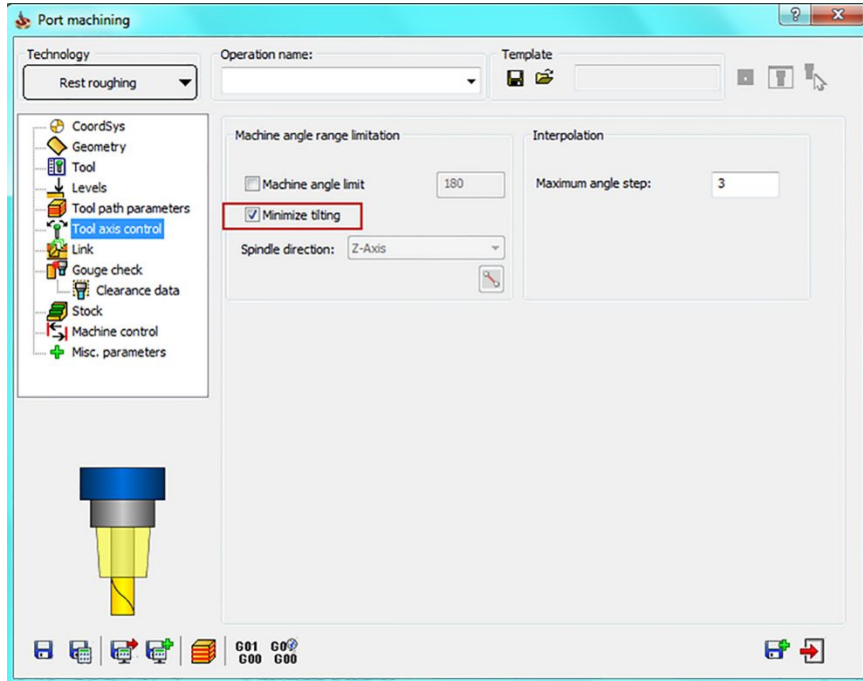 Port machining
Technology
Rest roughing
Operation name:
Template
CoordSys
Geometry
Tool
Levels
Tool path parameters
Tool axis control
Link
Gouge check
Clearance data
Stock
Machine control
Misc. parameters
Machine angle range limitation
Machine angle limit 180
Minimize tilting
Spindle direction: Z-Axis
Interpolation
Maximum angle step: 3
G01 G0
G00 G00